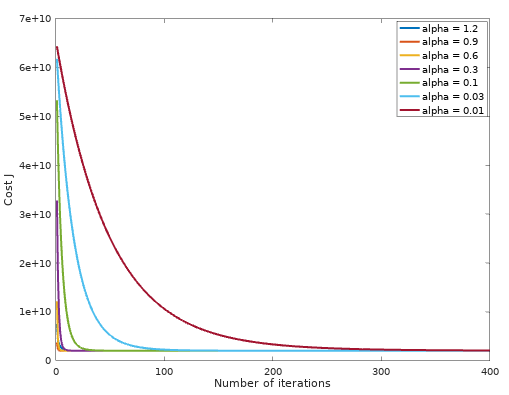 7e+10
6e+10
5e+10
4e+10
3e+10
2e+10
1e+10
0
Cost J
0 100 200 300 400
Number of iterations
alpha = 1.2
alpha = 0.9
alpha = 0.6
alpha = 0.3
alpha = 0.1
alpha = 0.03
alpha = 0.01